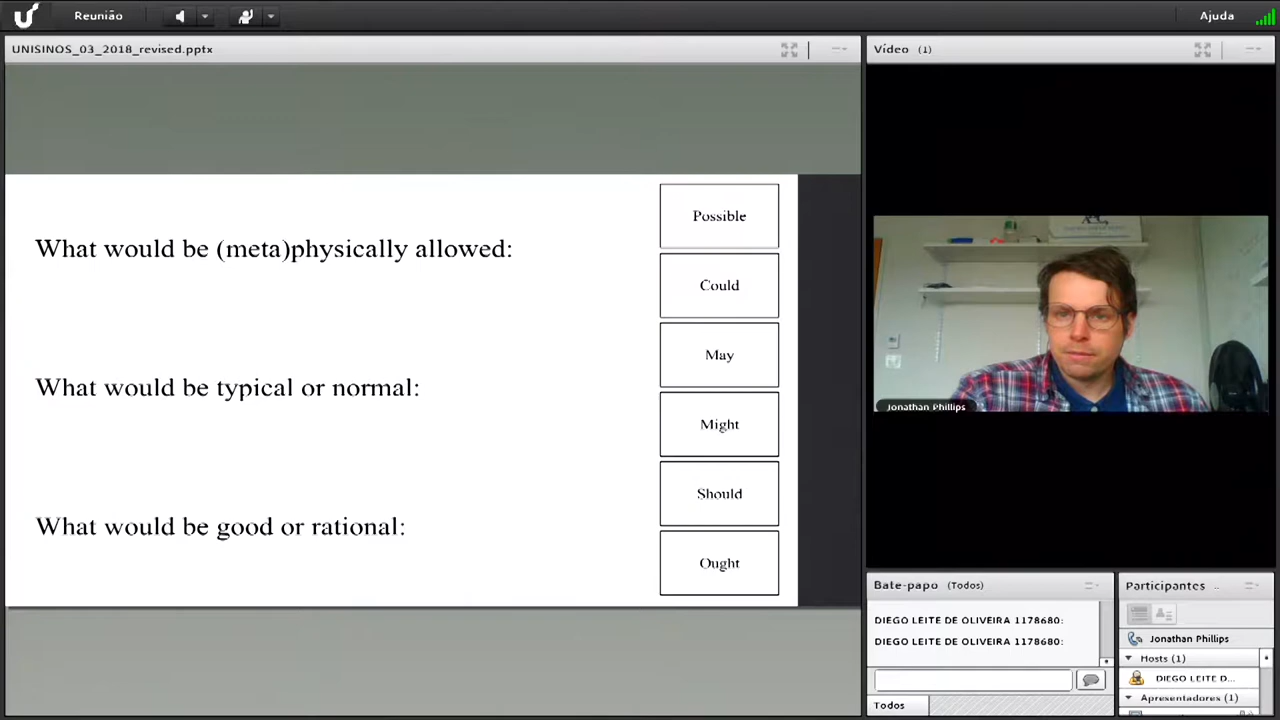 Reunião
Ajuda
UNISINOS_03_2018_revised.pptx
What would be (meta)physically allowed:
What would be typical or normal:
What would be good or rational:
Possible
Could
May
Might
Should
Ought
Vídeo (1)
Jonathan Phillips
Bate-papo (Todos)
DIEGO LEITE DE OLIVEIRA 1178680:
DIEGO LEITE DE OLIVEIRA 1178680:
Todos
Participantes ..
Jonathan Phillips
Hosts (1)
DIEGO LEITE D...
Apresentadores (1)